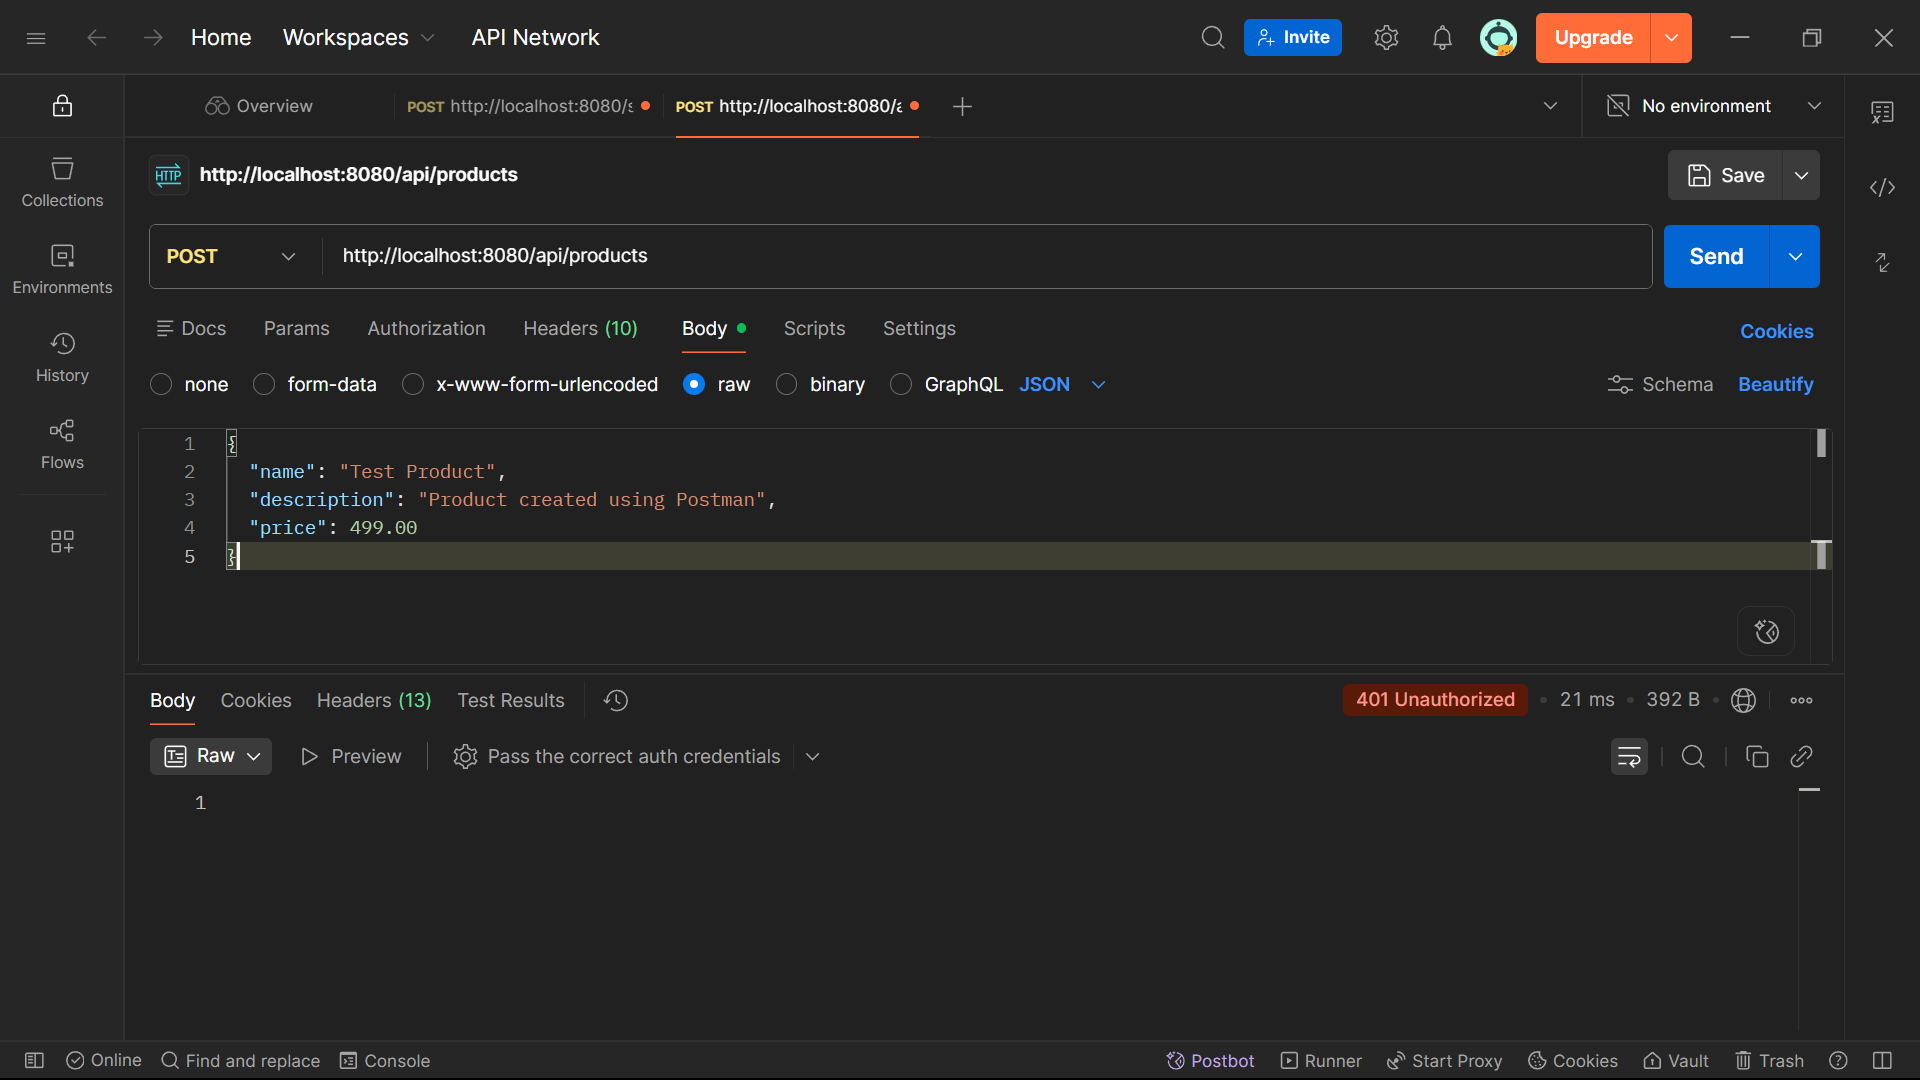 Home Workspaces API Network Invite Upgrade
Overview POST http://localhost:8080/s POST http://localhost:8080/a No environment
HTTP http://localhost:8080/api/products Save
Collections
POST http://localhost:8080/api/products Send
Environments
Docs Params Authorization Headers (10) Body Scripts Settings Cookies
History
none form-data x-www-form-urlencoded raw binary GraphQL JSON Schema Beautify
Flows
1 {
2 "name": "Test Product",
3 "description": "Product created using Postman",
4 "price": 499.00
5 }
Body Cookies Headers (13) Test Results 401 Unauthorized • 21 ms • 392 B •
Raw Preview Pass the correct auth credentials
1
Online Find and replace Console Postbot Runner Start Proxy Cookies Vault Trash